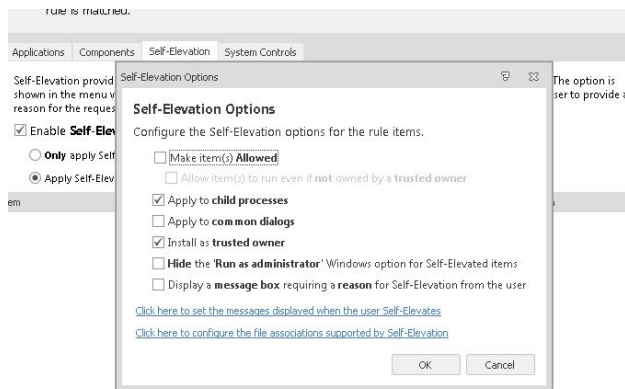 rule is matched.
Applications Components Self-Elevation System Controls
Self-Elevation provid
shown in the menu v
reason for the reques
The option is
ser to provide a
Enable Self-Elev
Only apply Self
Apply Self-Elev
em
Self-Elevation Options
Self-Elevation Options
Configure the Self-Elevation options for the rule items.
Make item(s) Allowed
Allow item(s) to run even if not owned by a trusted owner
Apply to child processes
Apply to common dialogs
Install as trusted owner
Hide the 'Run as administrator' Windows option for Self-Elevated items
Display a message box requiring a reason for Self-Elevation from the user
Click here to set the messages displayed when the user Self-Elevates
Click here to configure the file associations supported by Self-Elevation
OK Cancel